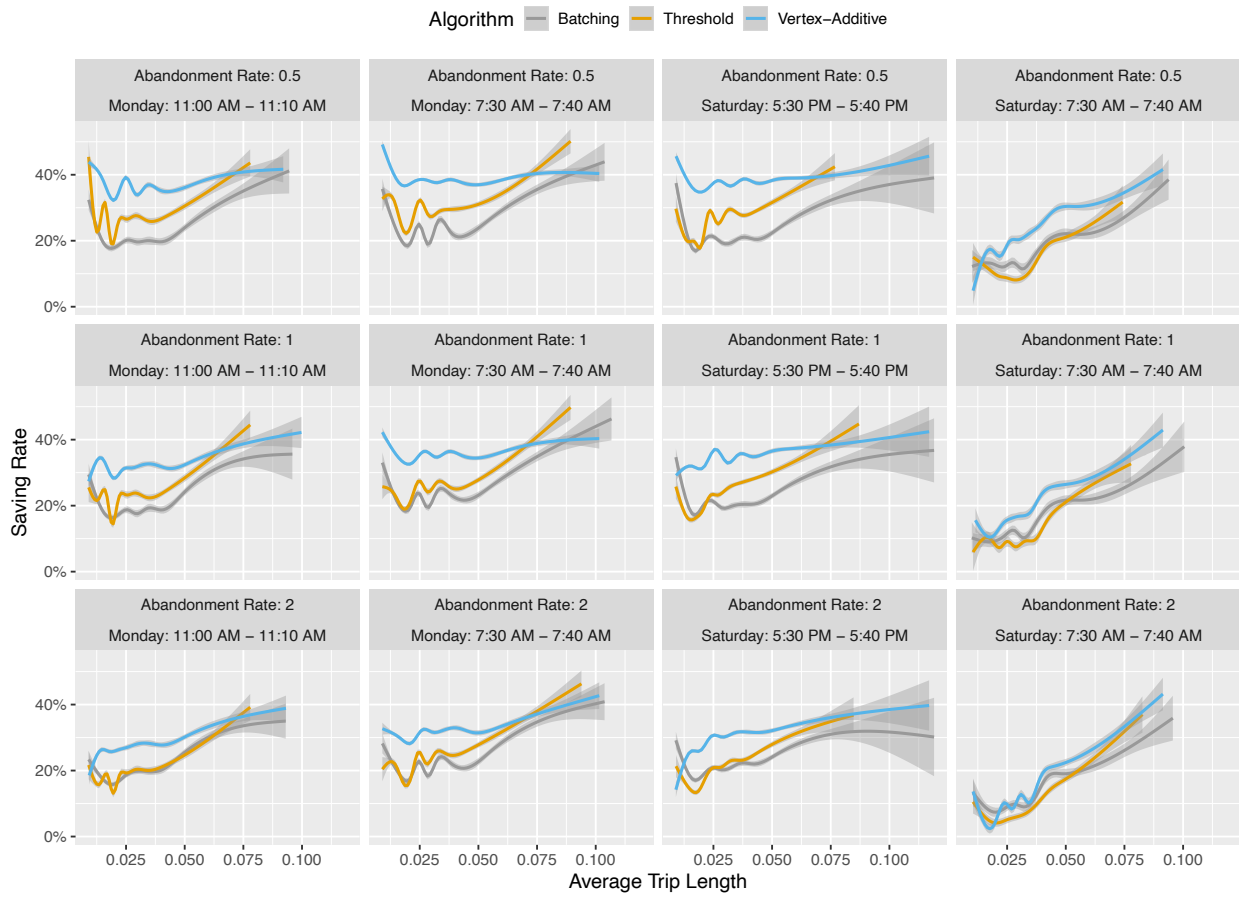 Algorithm Batching Threshold Vertex−Additive
Abandonment Rate: 0.5 Abandonment Rate: 0.5 Abandonment Rate: 0.5 Abandonment Rate: 0.5
Monday: 11:00 AM − 11:10 AM Monday: 7:30 AM − 7:40 AM Saturday: 5:30 PM − 5:40 PM Saturday: 7:30 AM − 7:40 AM
40%
20%
0%
Abandonment Rate: 1 Abandonment Rate: 1 Abandonment Rate: 1 Abandonment Rate: 1
Monday: 11:00 AM − 11:10 AM Monday: 7:30 AM − 7:40 AM Saturday: 5:30 PM − 5:40 PM Saturday: 7:30 AM − 7:40 AM
Saving Rate
40%
20%
0%
Abandonment Rate: 2 Abandonment Rate: 2 Abandonment Rate: 2 Abandonment Rate: 2
Monday: 11:00 AM − 11:10 AM Monday: 7:30 AM − 7:40 AM Saturday: 5:30 PM − 5:40 PM Saturday: 7:30 AM − 7:40 AM
40%
20%
0%
0.025 0.050 0.075 0.100 0.025 0.050 0.075 0.100 0.025 0.050 0.075 0.100 0.025 0.050 0.075 0.100
Average Trip Length